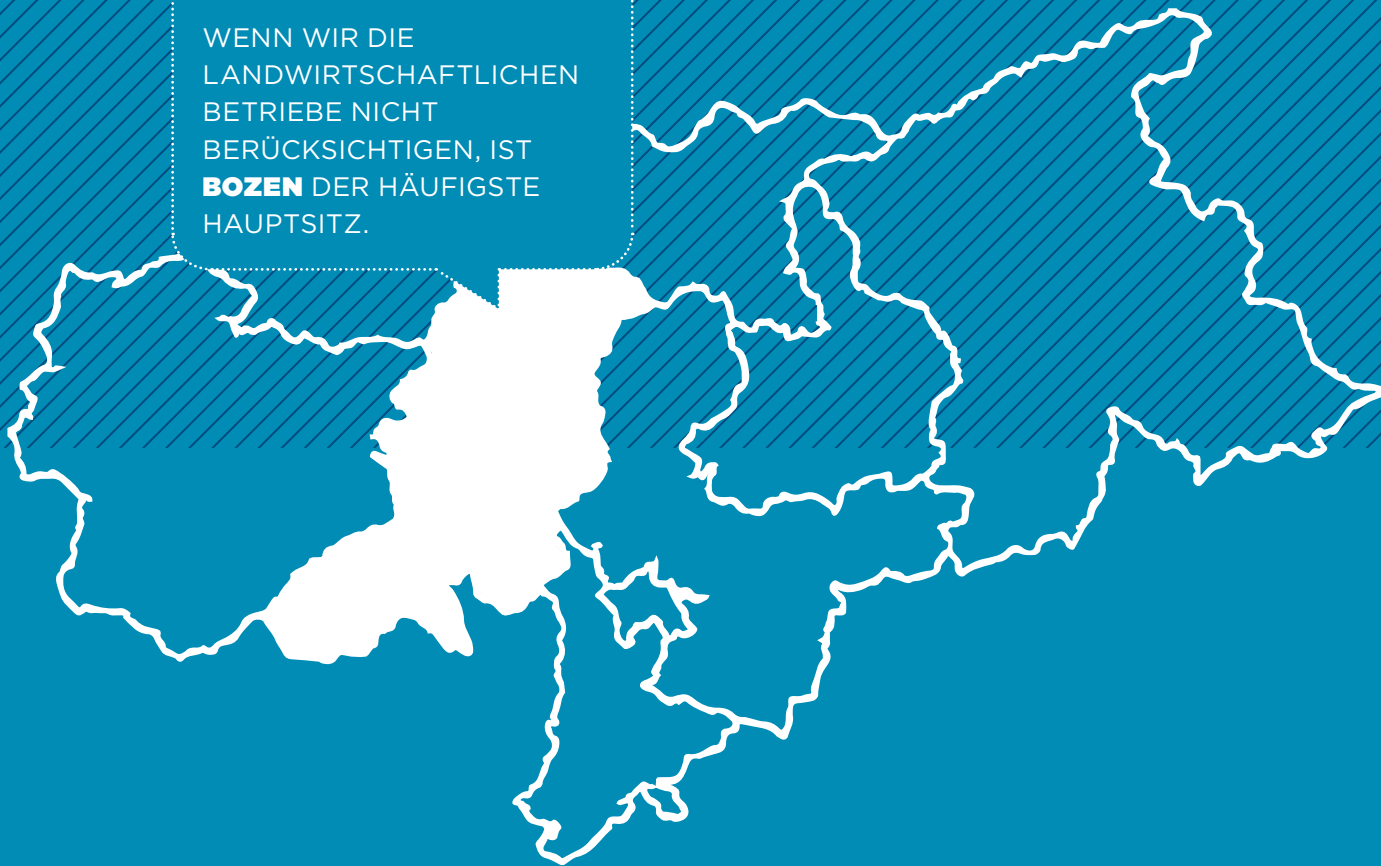 WENN WIR DIE
LANDWIRTSCHAFTLICHEN
BETRIEBE NICHT
BERÜCKSICHTIGEN, IST
BOZEN DER HÄUFIGSTE
HAUPTSITZ.